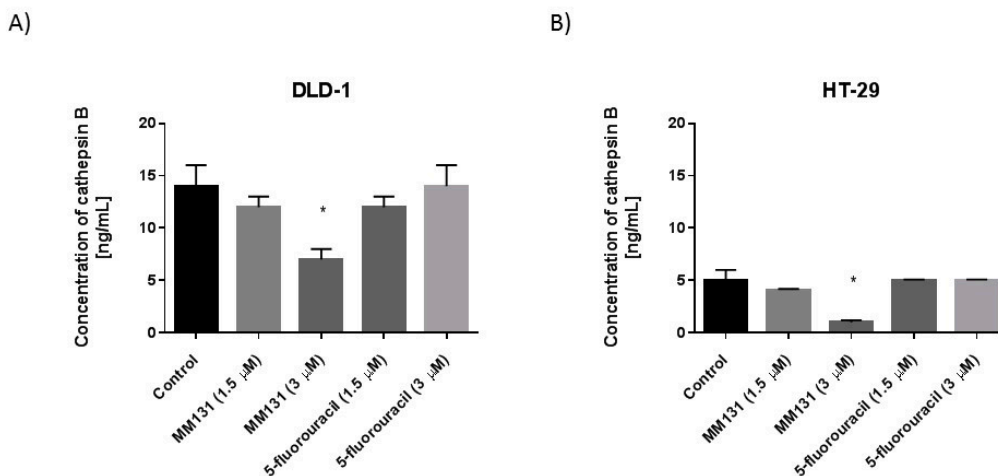 A)
DLD-1
Concentration of cathepsin B
[ng/mL]
20
15
10
5
0
*
Control
MM131 (1.5 μM)
MM131 (3 μM)
5-fluorouracil (1.5 μM)
5-fluorouracil (3 μM)
B)
HT-29
Concentration of cathepsin B
[ng/mL]
20
15
10
5
0
*
Control
MM131 (1.5 μM)
MM131 (3 μM)
5-fluorouracil (1.5 μM)
5-fluorouracil (3 μM)